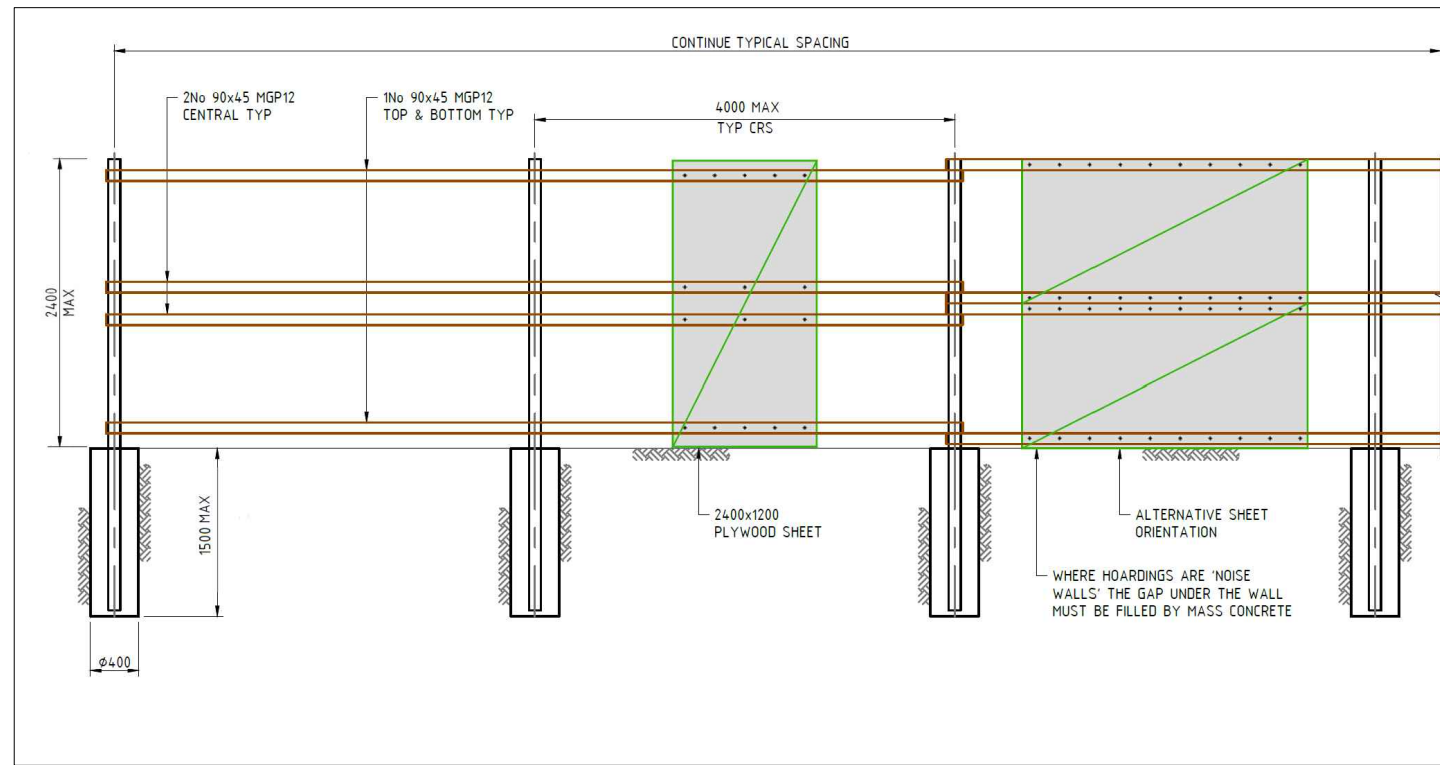 CONTINUE TYPICAL SPACING
2No 90x45 MGP12
CENTRAL TYP
1No 90x45 MGP12
TOP & BOTTOM TYP
4000 MAX
TYP CRS
2400
MAX
1500 MAX
2400x1200
PLYWOOD SHEET
ALTERNATIVE SHEET
ORIENTATION
WHERE HOARDINGS ARE 'NOISE
WALLS' THE GAP UNDER THE WALL
MUST BE FILLED BY MASS CONCRETE
Ø400